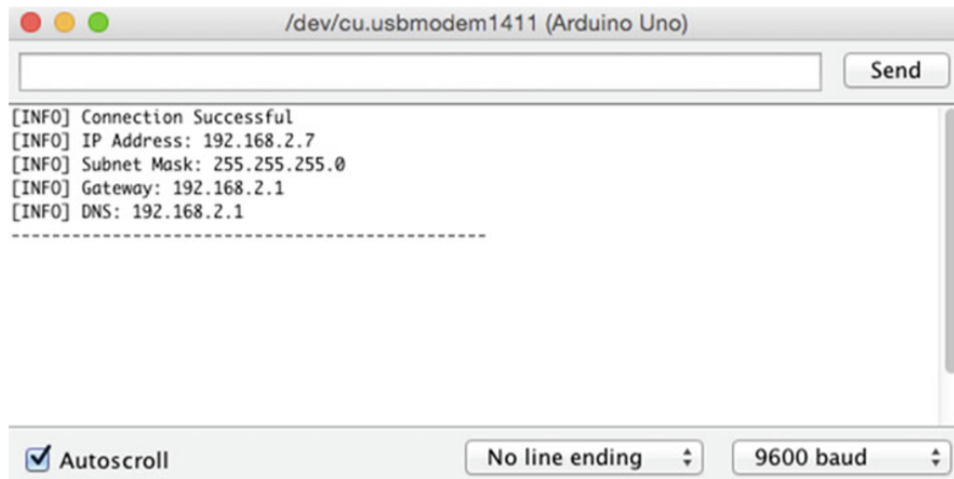 /dev/cu.usbmodem1411 (Arduino Uno)
Send
[INFO] Connection Successful
[INFO] IP Address: 192.168.2.7
[INFO] Subnet Mask: 255.255.255.0
[INFO] Gateway: 192.168.2.1
[INFO] DNS: 192.168.2.1
-----------------------------------------------
Autoscroll No line ending 9600 baud